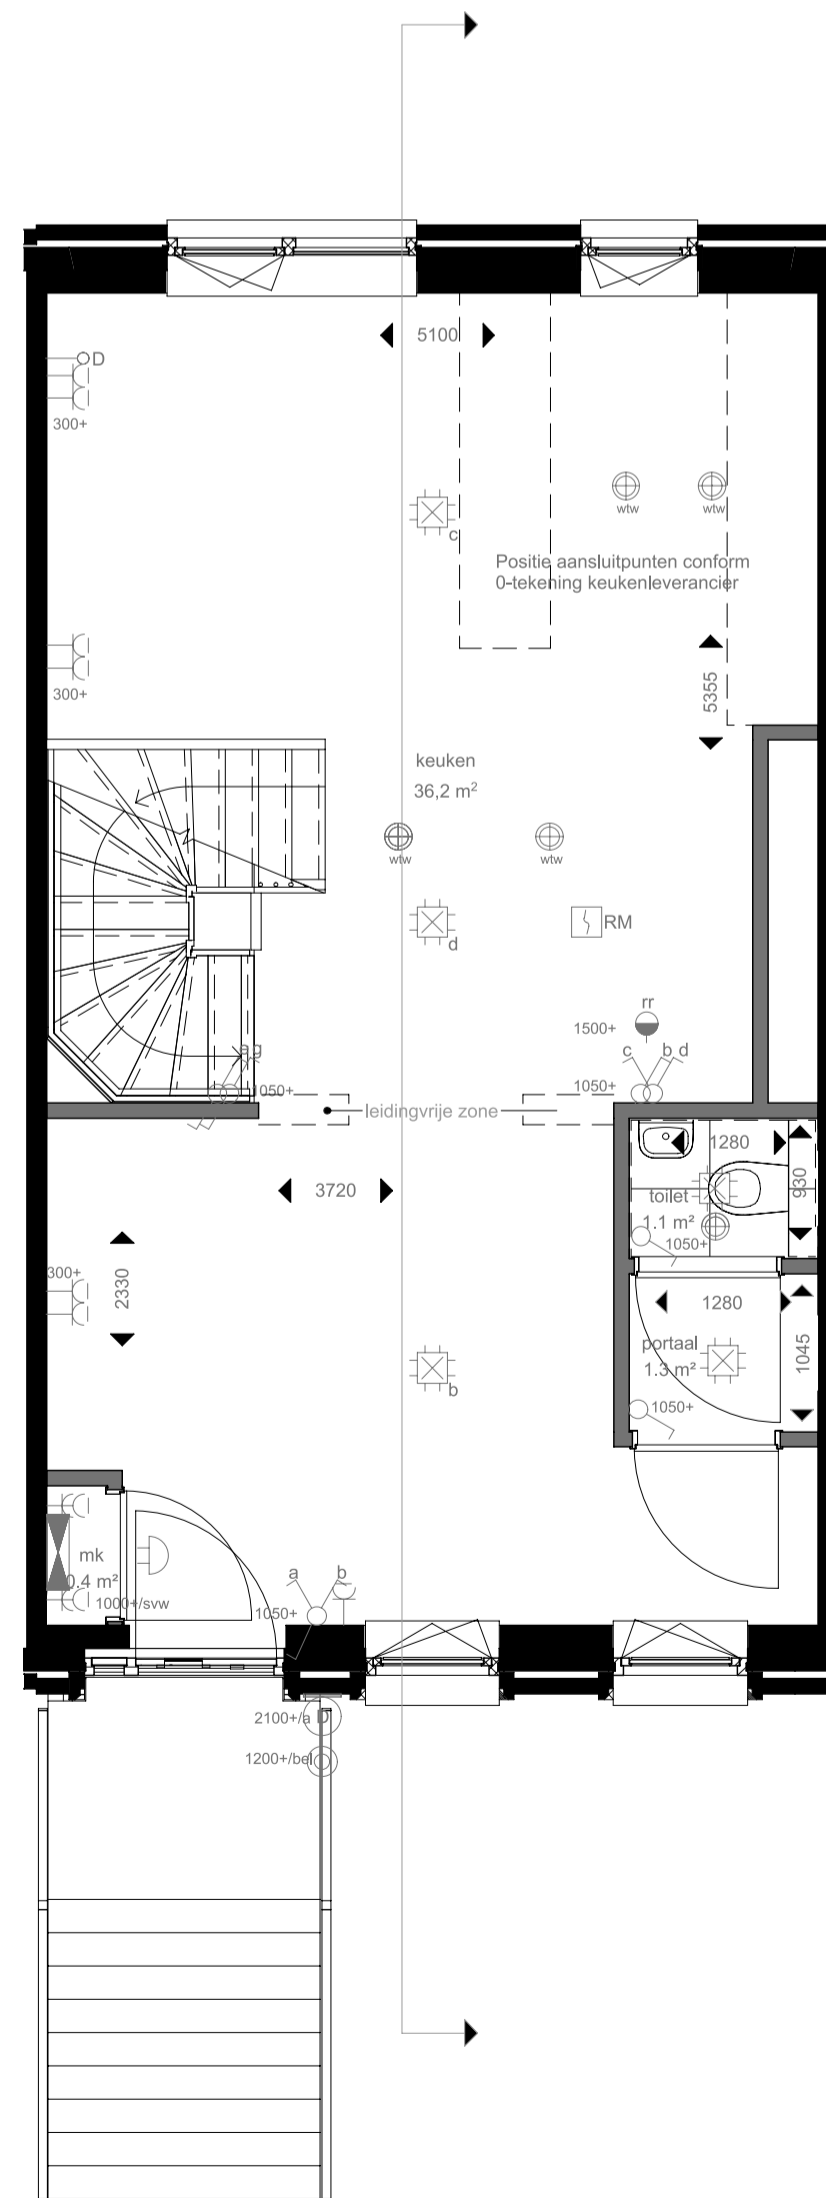 5100
D
300+
wtw
wtw
c
Positie aansluitpunten conform
0-tekening keukenleverancier
300+
5355
keuken
36,2 m²
wtw
wtw
d
RM
rr
1500+
c b d
a g
1050+
1050+
leidingvrije zone
1280
930
toilet
1.1 m²
1050+
3720
2330
300+
1280
1045
portaal
1.3 m²
1050+
b
mk
0.4 m²
1000+/svw
a b
1050+
2100+/a D
1200+/bel